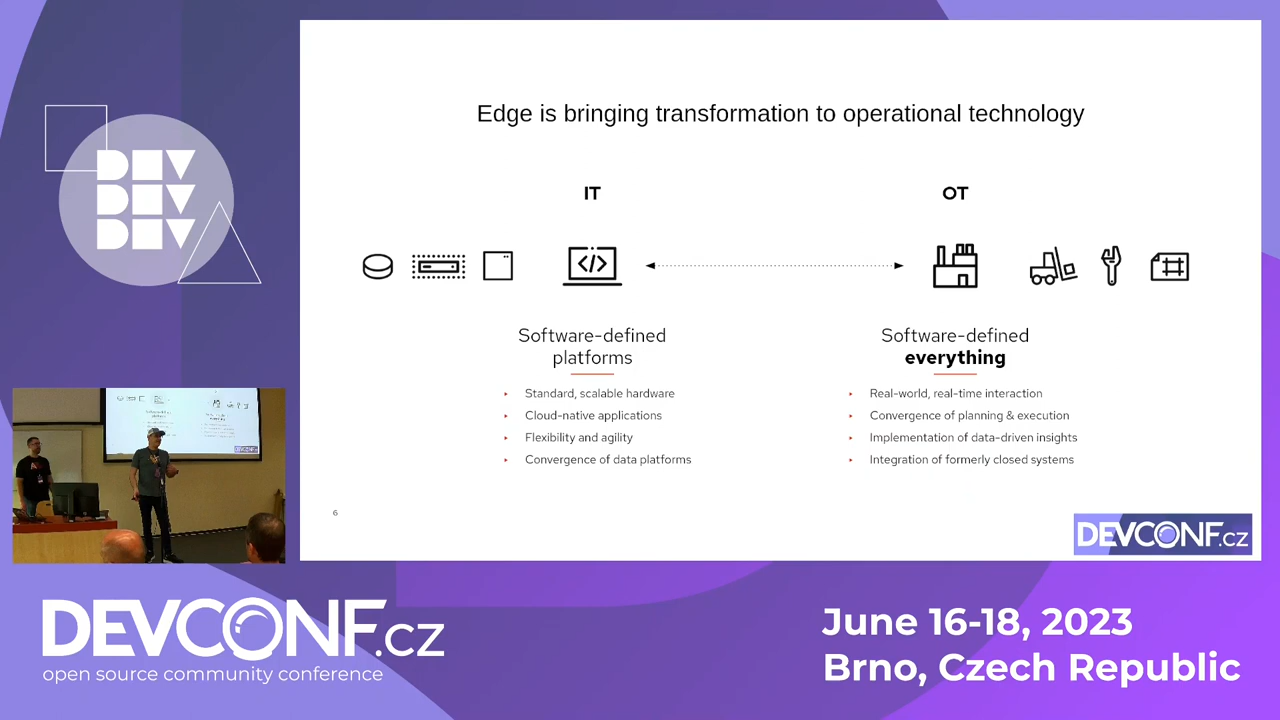 DEV
DEV
DEV
Edge is bringing transformation to operational technology
IT
OT
</>
Software-defined
platforms
Software-defined
everything
Standard, scalable hardware
Cloud-native applications
Flexibility and agility
Convergence of data platforms
Real-world, real-time interaction
Convergence of planning & execution
Implementation of data-driven insights
Integration of formerly closed systems
6
DEVCONF.cz
DEVCONF.cz
open source community conference
June 16-18, 2023
Brno, Czech Republic